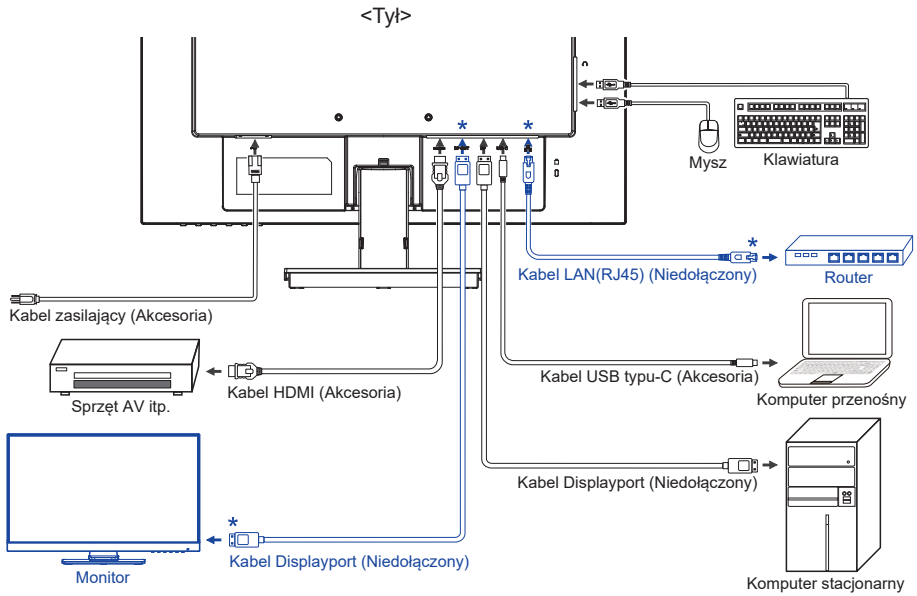 <Tył>
Mysz
Klawiatura
*
*
*
Kabel LAN(RJ45) (Niedołączony)
Router
Kabel zasilający (Akcesoria)
Kabel HDMI (Akcesoria)
Kabel USB typu-C (Akcesoria)
Sprzęt AV itp.
Komputer przenośny
Kabel Displayport (Niedołączony)
*
Kabel Displayport (Niedołączony)
Monitor
Komputer stacjonarny